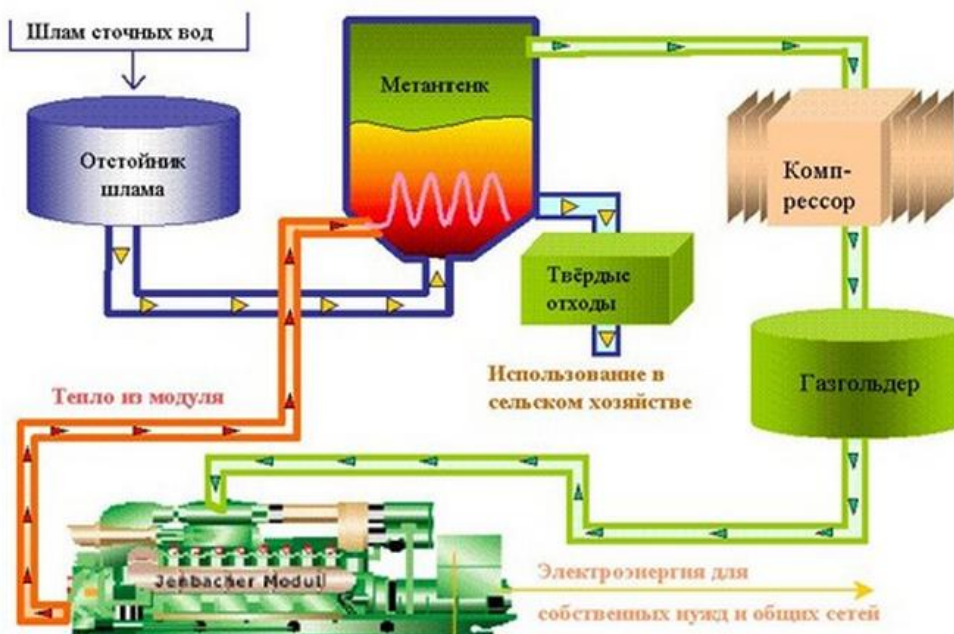 Шлам сточных вод
Метантенк
Отстойник
шлама
Комп-
рессор
Твёрдые
отходы
Использование в
сельском хозяйстве
Газгольдер
Тепло из модуля
Jenbacher Modul
Электроэнергия для
собственных нужд и общих сетей